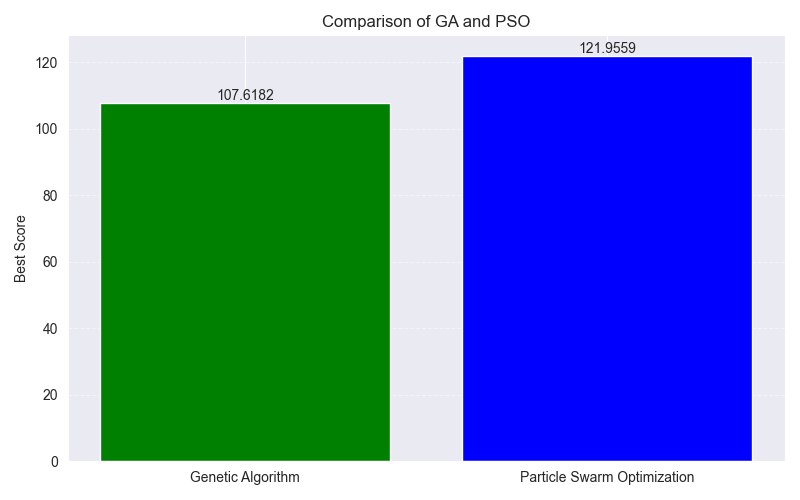 Comparison of GA and PSO
121.9559
107.6182
120
100
80
60
40
20
0
Best Score
Genetic Algorithm
Particle Swarm Optimization